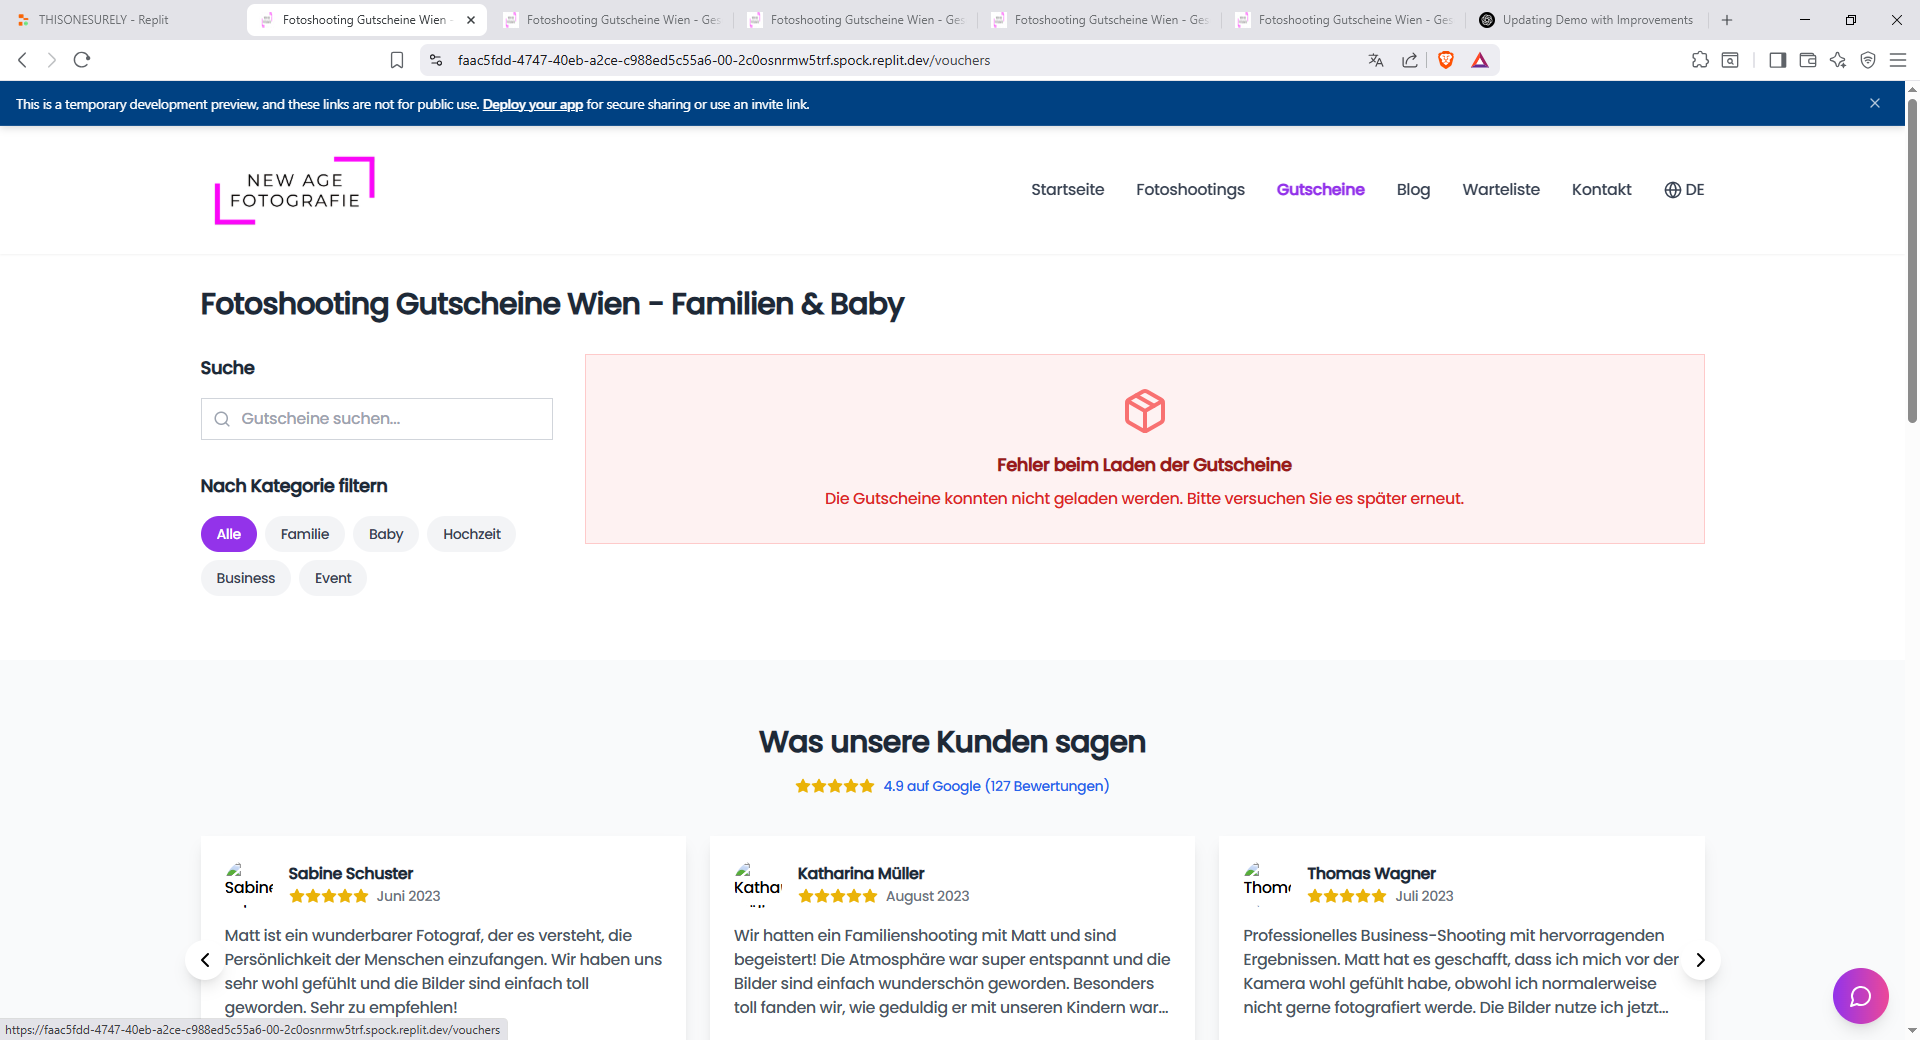 THISONESURELY - Replit
Fotoshooting Gutscheine Wien -
Fotoshooting Gutscheine Wien - Ges
Fotoshooting Gutscheine Wien - Ges
Fotoshooting Gutscheine Wien - Ges
Fotoshooting Gutscheine Wien - Ges
Updating Demo with Improvements
faac5fdd-4747-40eb-a2ce-c988ed5c55a6-00-2c0osnrmw5trf.spock.replit.dev/vouchers
This is a temporary development preview, and these links are not for public use. Deploy your app for secure sharing or use an invite link.
NEW AGE
FOTOGRAFIE
Startseite
Fotoshootings
Gutscheine
Blog
Warteliste
Kontakt
DE
Fotoshooting Gutscheine Wien - Familien & Baby
Suche
Gutscheine suchen...
Nach Kategorie filtern
Alle
Familie
Baby
Hochzeit
Business
Event
Fehler beim Laden der Gutscheine
Die Gutscheine konnten nicht geladen werden. Bitte versuchen Sie es später erneut.
Was unsere Kunden sagen
4.9 auf Google (127 Bewertungen)
Sabine
Sabine Schuster
Juni 2023
Matt ist ein wunderbarer Fotograf, der es versteht, die
Persönlichkeit der Menschen einzufangen. Wir haben uns
sehr wohl gefühlt und die Bilder sind einfach toll
geworden. Sehr zu empfehlen!
Katharina Müller
August 2023
Wir hatten ein Familienshooting mit Matt und sind
begeistert! Die Atmosphäre war super entspannt und die
Bilder sind einfach wunderschön geworden. Besonders
toll fanden wir, wie geduldig er mit unseren Kindern war...
Thomas Wagner
Juli 2023
Professionelles Business-Shooting mit hervorragenden
Ergebnissen. Matt hat es geschafft, dass ich mich vor der
Kamera wohl gefühlt habe, obwohl ich normalerweise
nicht gerne fotografiert werde. Die Bilder nutze ich jetzt...
https://faac5fdd-4747-40eb-a2ce-c988ed5c55a6-00-2c0osnrmw5trf.spock.replit.dev/vouchers